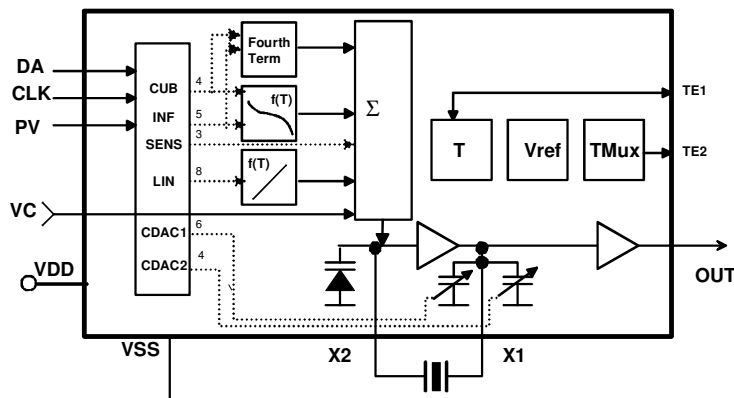 DA
CLK
PV
VC
VDD
VSS
CUB
4
INF
5
SENS
3
LIN
8
CDAC1
6
CDAC2
4
Fourth
Term
f(T)
f(T)
Σ
T
Vref
TMux
TE1
TE2
OUT
X2
X1